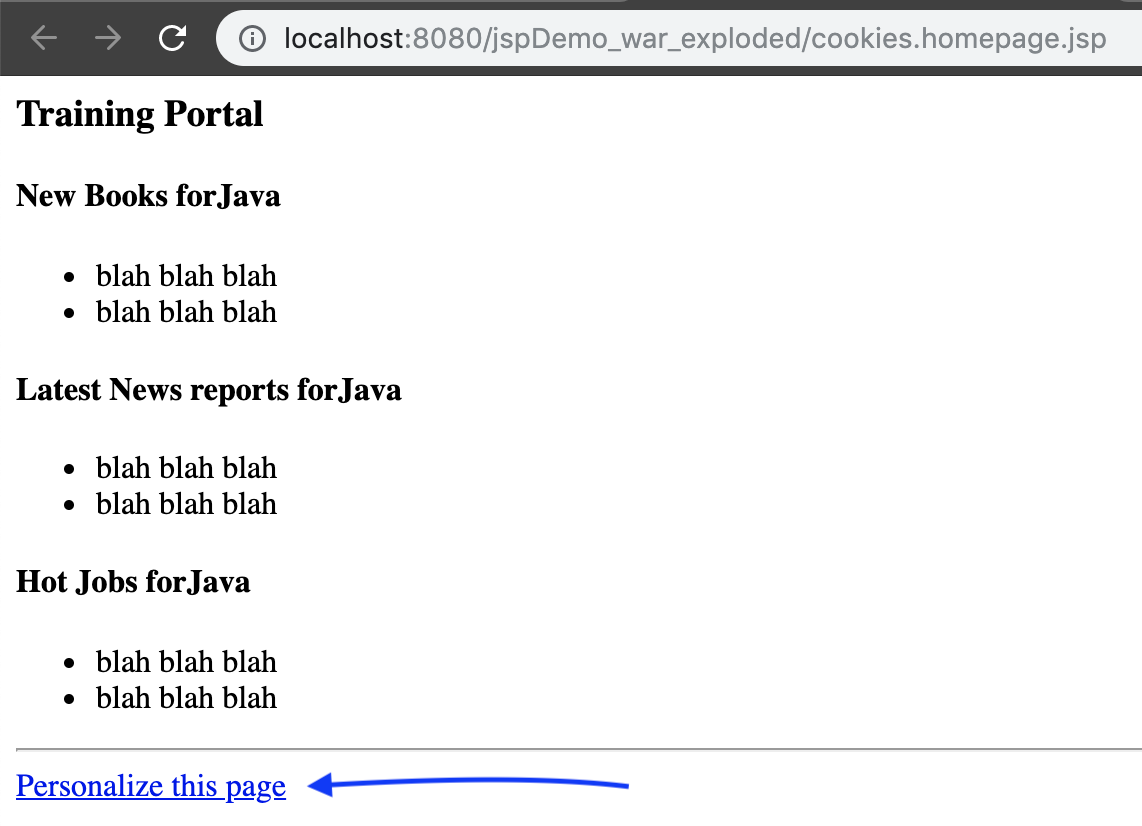 localhost:8080/jspDemo_war_exploded/cookies.homepage.jsp
Training Portal
New Books forJava
blah blah blah
blah blah blah
Latest News reports forJava
blah blah blah
blah blah blah
Hot Jobs forJava
blah blah blah
blah blah blah
Personalize this page